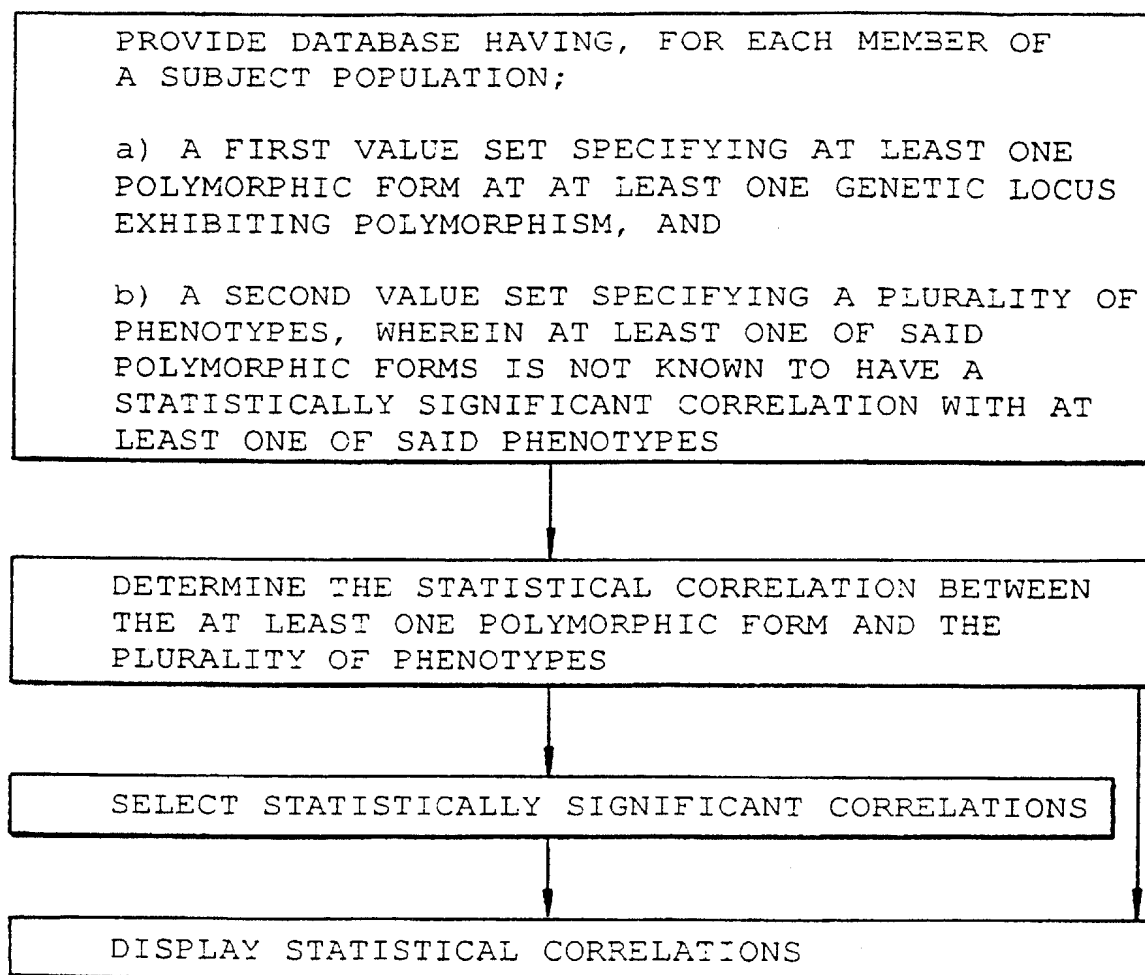 PROVIDE DATABASE HAVING, FOR EACH MEMBER OF
A SUBJECT POPULATION;
a) A FIRST VALUE SET SPECIFYING AT LEAST ONE
POLYMORPHIC FORM AT AT LEAST ONE GENETIC LOCUS
EXHIBITING POLYMORPHISM, AND
b) A SECOND VALUE SET SPECIFYING A PLURALITY OF
PHENOTYPES, WHEREIN AT LEAST ONE OF SAID
POLYMORPHIC FORMS IS NOT KNOWN TO HAVE A
STATISTICALLY SIGNIFICANT CORRELATION WITH AT
LEAST ONE OF SAID PHENOTYPES
DETERMINE THE STATISTICAL CORRELATION BETWEEN
THE AT LEAST ONE POLYMORPHIC FORM AND THE
PLURALITY OF PHENOTYPES
SELECT STATISTICALLY SIGNIFICANT CORRELATIONS
DISPLAY STATISTICAL CORRELATIONS